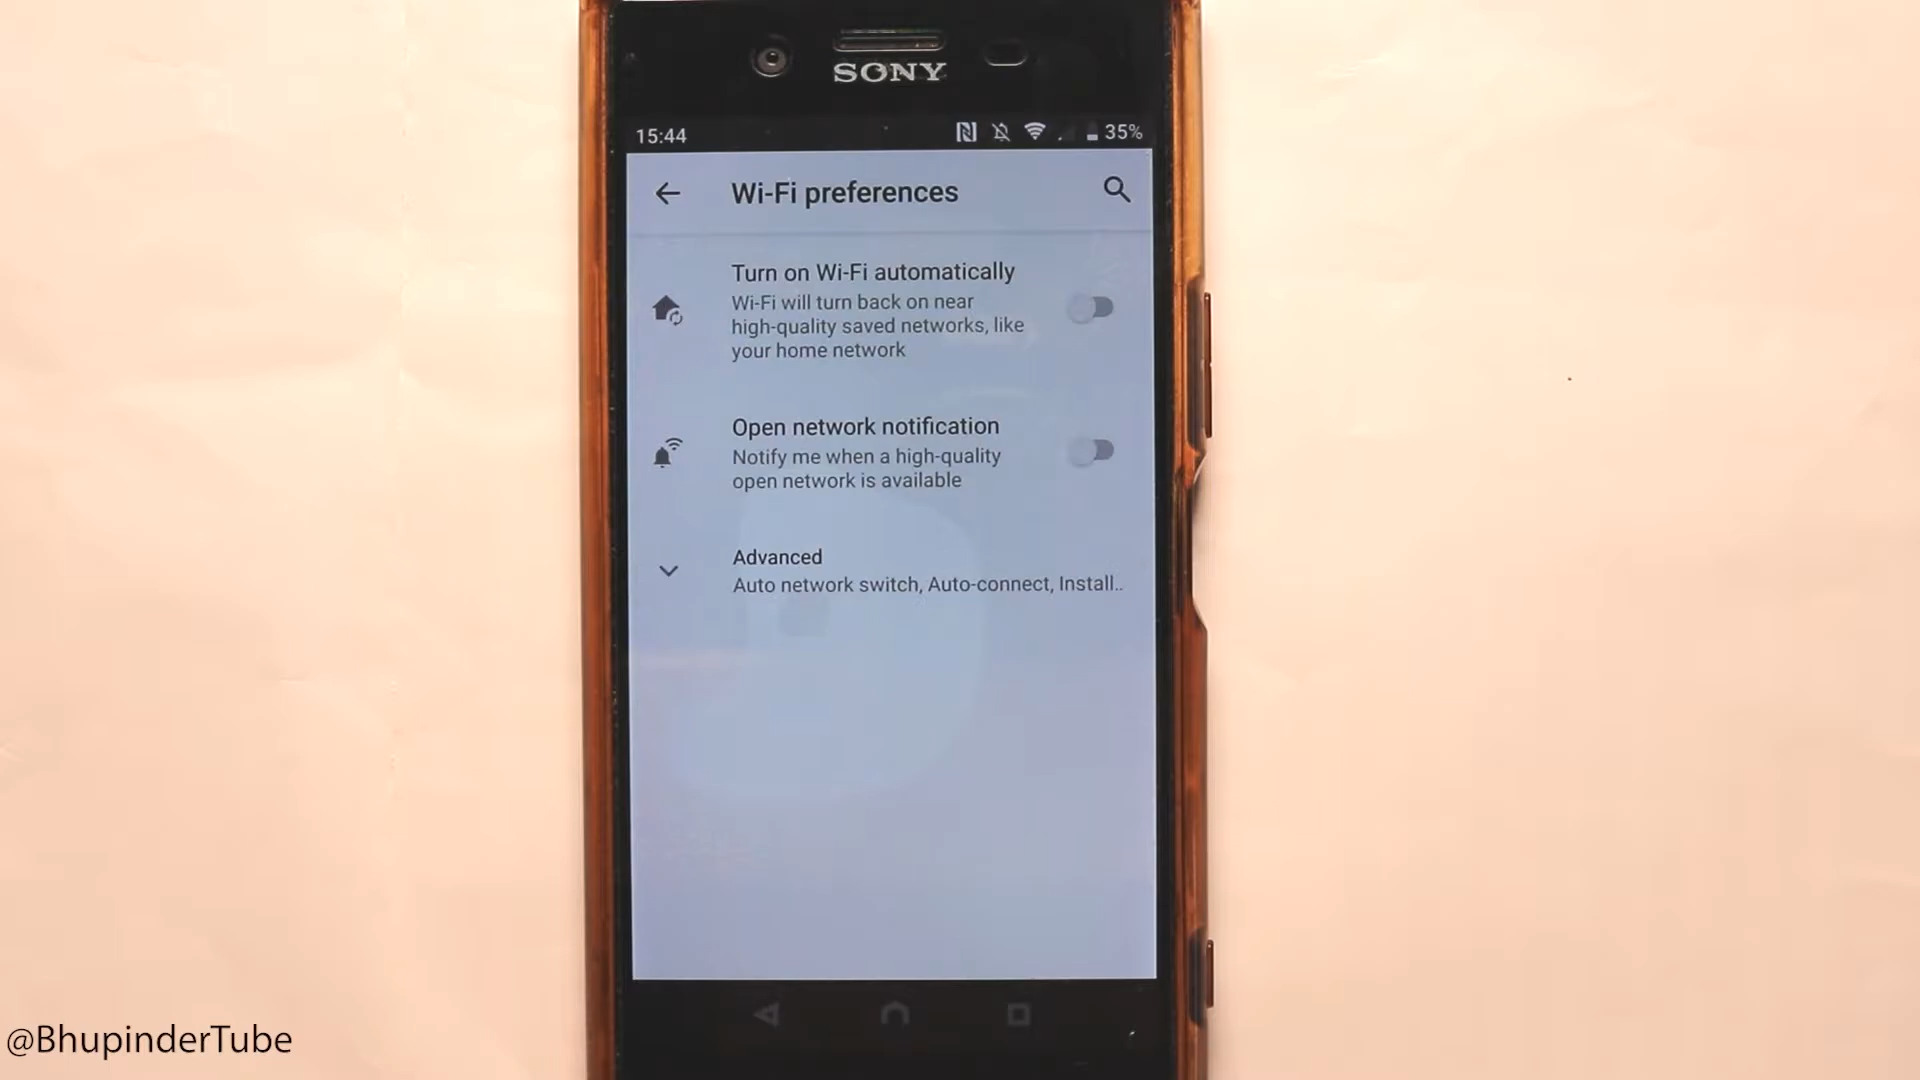 SONY
15:44
35%
Wi-Fi preferences
Turn on Wi-Fi automatically
Wi-Fi will turn back on near
high-quality saved networks, like
your home network
Open network notification
Notify me when a high-quality
open network is available
Advanced
Auto network switch, Auto-connect, Install..
@BhupinderTube